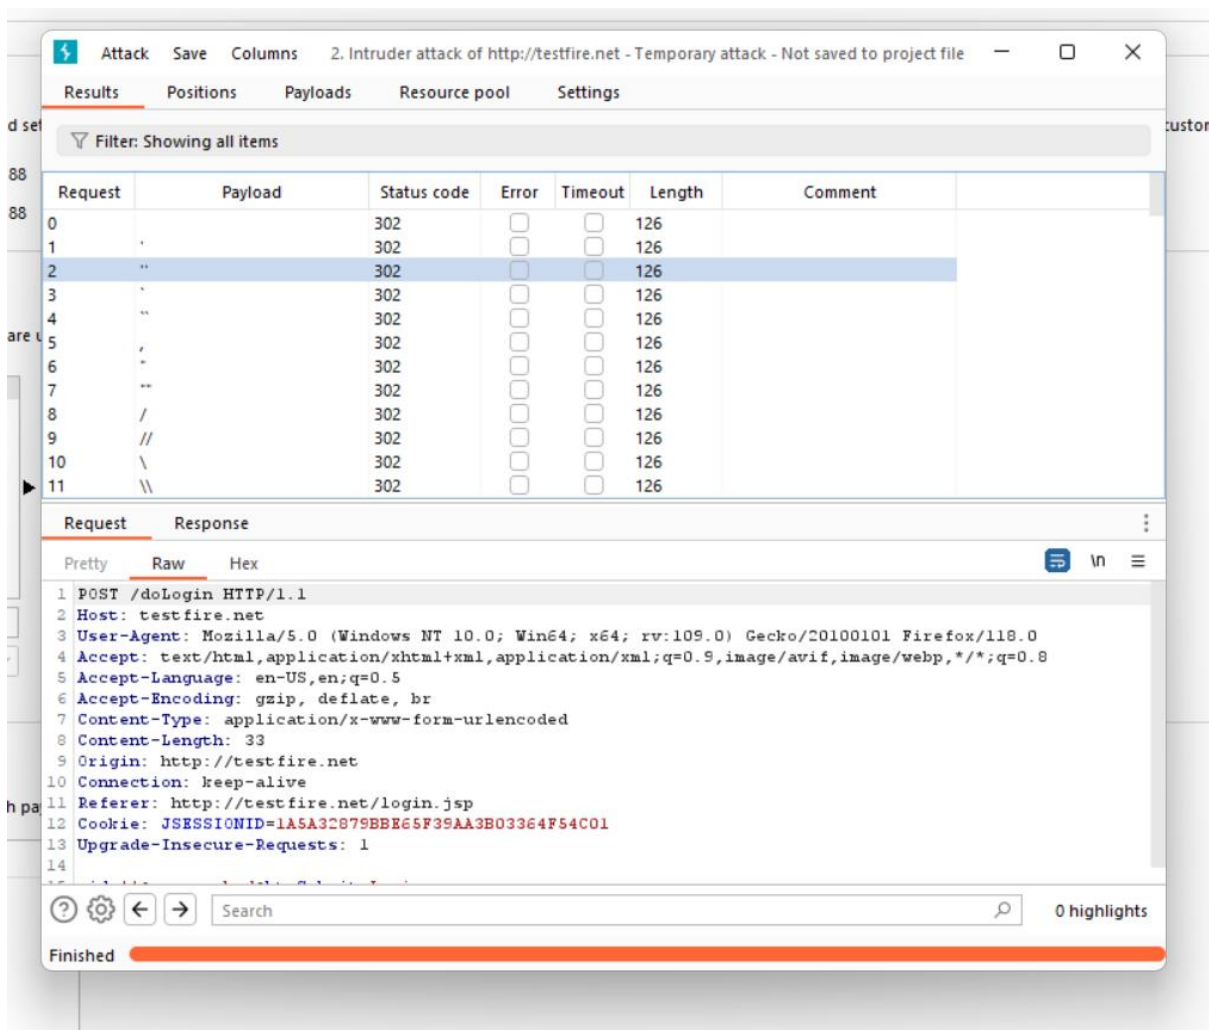 Attack Save Columns 2. Intruder attack of http://testfire.net - Temporary attack - Not saved to project file
Results Positions Payloads Resource pool Settings
d set
Filter: Showing all items
custor
88
88
Request Payload Status code Error Timeout Length Comment
0 302 126
1 ' 302 126
2 '' 302 126
3 ` 302 126
4 `` 302 126
are u
5 , 302 126
6 " 302 126
7 "" 302 126
8 / 302 126
9 // 302 126
10 \ 302 126
11 \\ 302 126
Request Response
Pretty Raw Hex \n
1 POST /doLogin HTTP/1.1
2 Host: testfire.net
3 User-Agent: Mozilla/5.0 (Windows NT 10.0; Win64; x64; rv:109.0) Gecko/20100101 Firefox/118.0
4 Accept: text/html,application/xhtml+xml,application/xml;q=0.9,image/avif,image/webp,*/*;q=0.8
5 Accept-Language: en-US,en;q=0.5
6 Accept-Encoding: gzip, deflate, br
7 Content-Type: application/x-www-form-urlencoded
8 Content-Length: 33
9 Origin: http://testfire.net
10 Connection: keep-alive
h pa
11 Referer: http://testfire.net/login.jsp
12 Cookie: JSESSIONID=1A5A32879BBE65F39AA3B03364F54C01
13 Upgrade-Insecure-Requests: 1
14
? Search 0 highlights
Finished